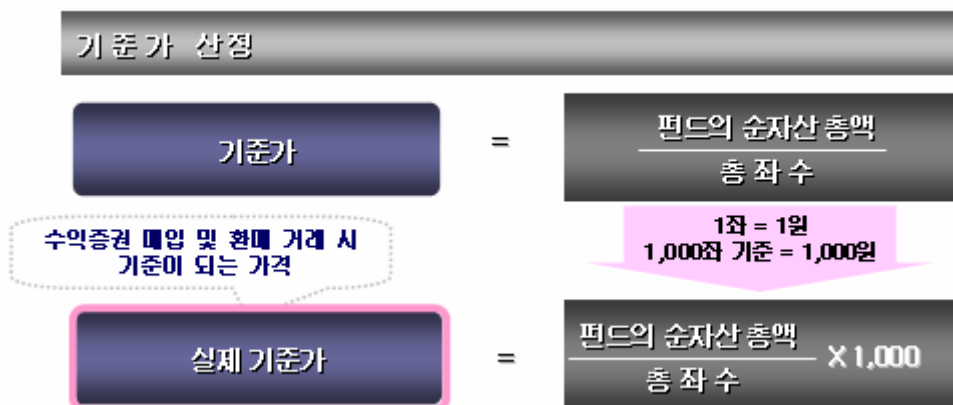 기준가 산정
기준가
=
펀드의 순자산 총액
총 좌 수
수익증권 매입 및 환매 거래 시
기준이 되는 가격
1좌 = 1원
1,000좌 기준 = 1,000원
실제 기준가
=
펀드의 순자산 총액
총 좌 수
X 1,000